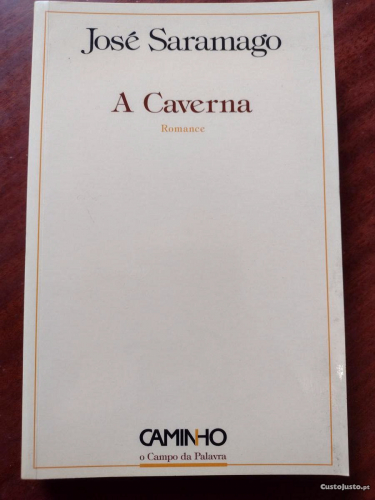 José Saramago
A Caverna
Romance
CAMINHO
o Campo da Palavra
CustoJusto.pt